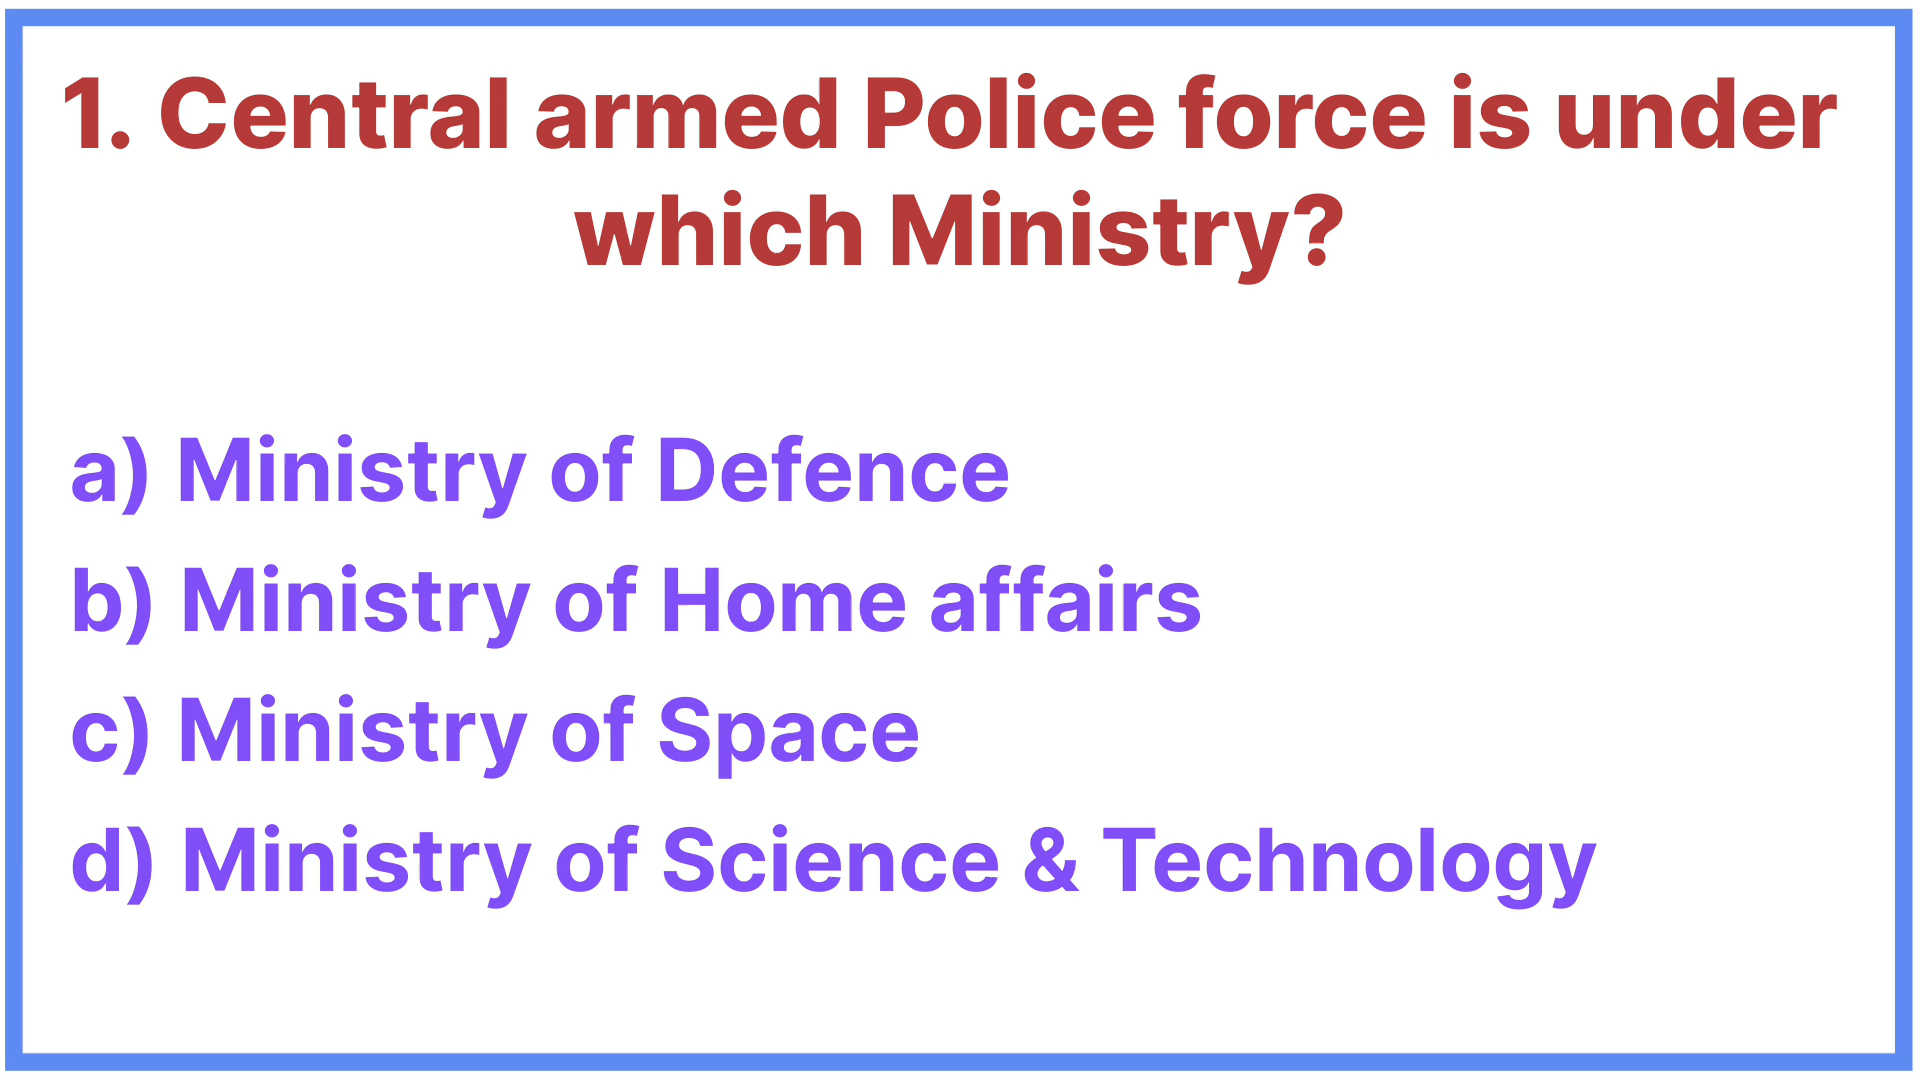 1. Central armed Police force is under
which Ministry?
a) Ministry of Defence
b) Ministry of Home affairs
c) Ministry of Space
d) Ministry of Science & Technology